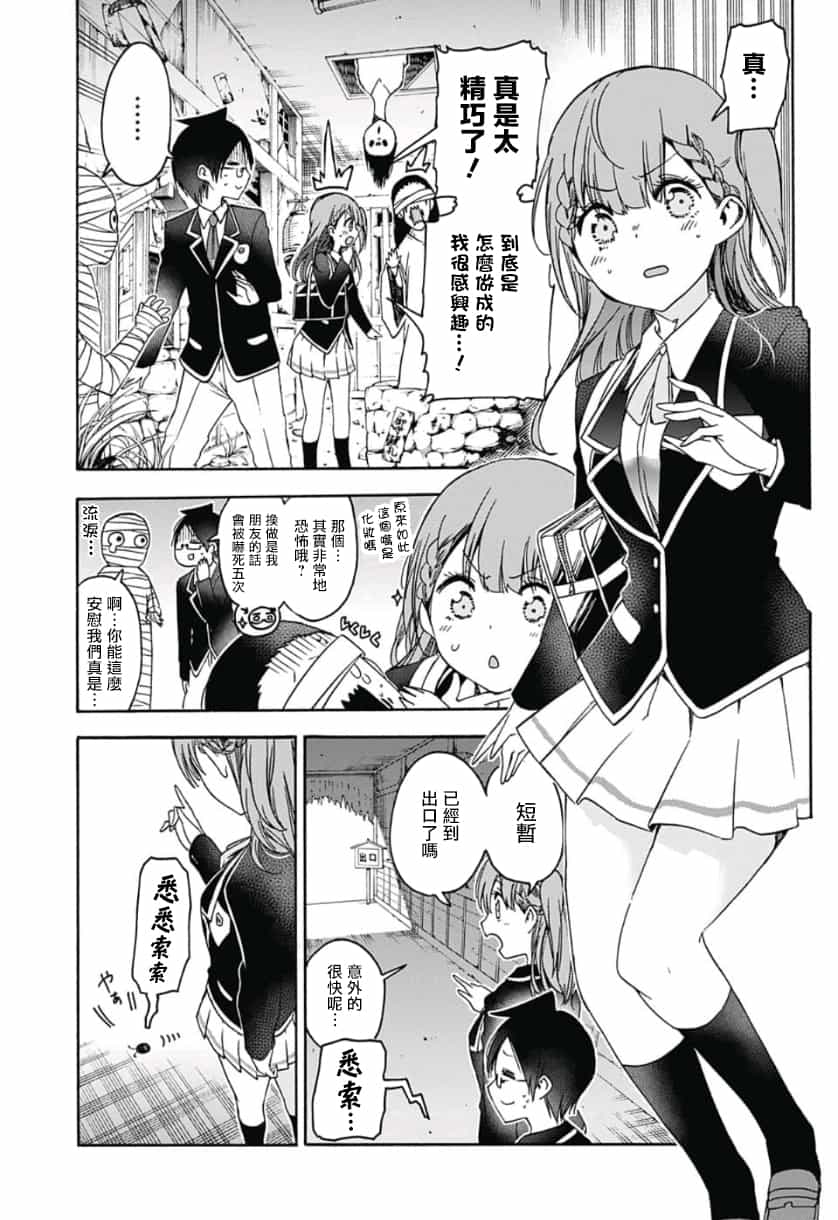 真…
真是太
精巧了！
到底是
怎麼做成的
我很感興趣…！
……
原來如此
這個嘴是
化妝嗎
那個…
其實非常地
恐怖哦？
換做是我
朋友的話
會被嚇死五次
流淚…
啊…你能這麼
安慰我們真是…
短暫
已經到
出口了嗎
出口
意外的
很快呢…
悉索…
悉悉索索
やぁ